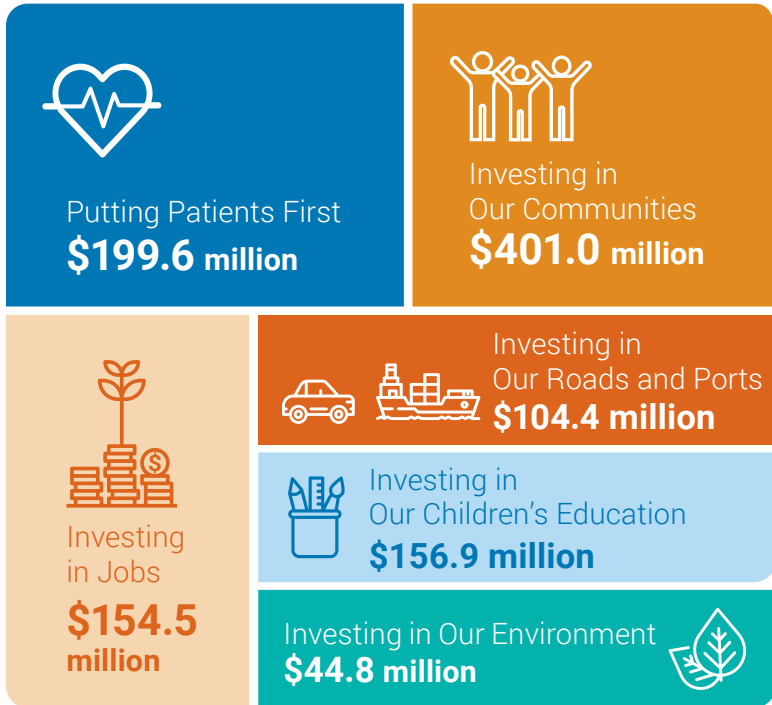 Putting Patients First
$199.6 million
Investing in
Our Communities
$401.0 million
Investing
in Jobs
$154.5
million
Investing in
Our Roads and Ports
$104.4 million
Investing in
Our Children’s Education
$156.9 million
Investing in Our Environment
$44.8 million
$